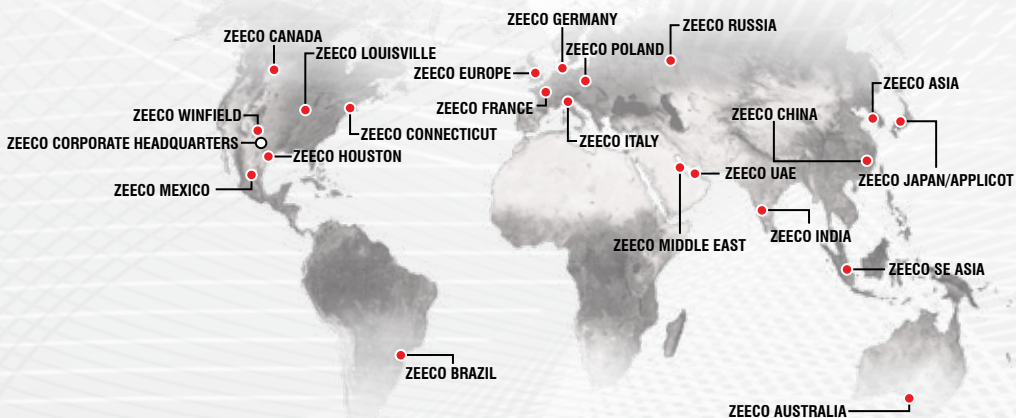 ZEECO GERMANY
ZEECO RUSSIA
ZEECO CANADA
ZEECO LOUISVILLE
ZEECO POLAND
ZEECO EUROPE
ZEECO ASIA
ZEECO FRANCE
ZEECO CHINA
ZEECO WINFIELD
ZEECO CONNECTICUT
ZEECO CORPORATE HEADQUARTERS
ZEECO ITALY
ZEECO HOUSTON
ZEECO UAE
ZEECO JAPAN/APPLICOT
ZEECO MEXICO
ZEECO INDIA
ZEECO MIDDLE EAST
ZEECO SE ASIA
ZEECO BRAZIL
ZEECO AUSTRALIA